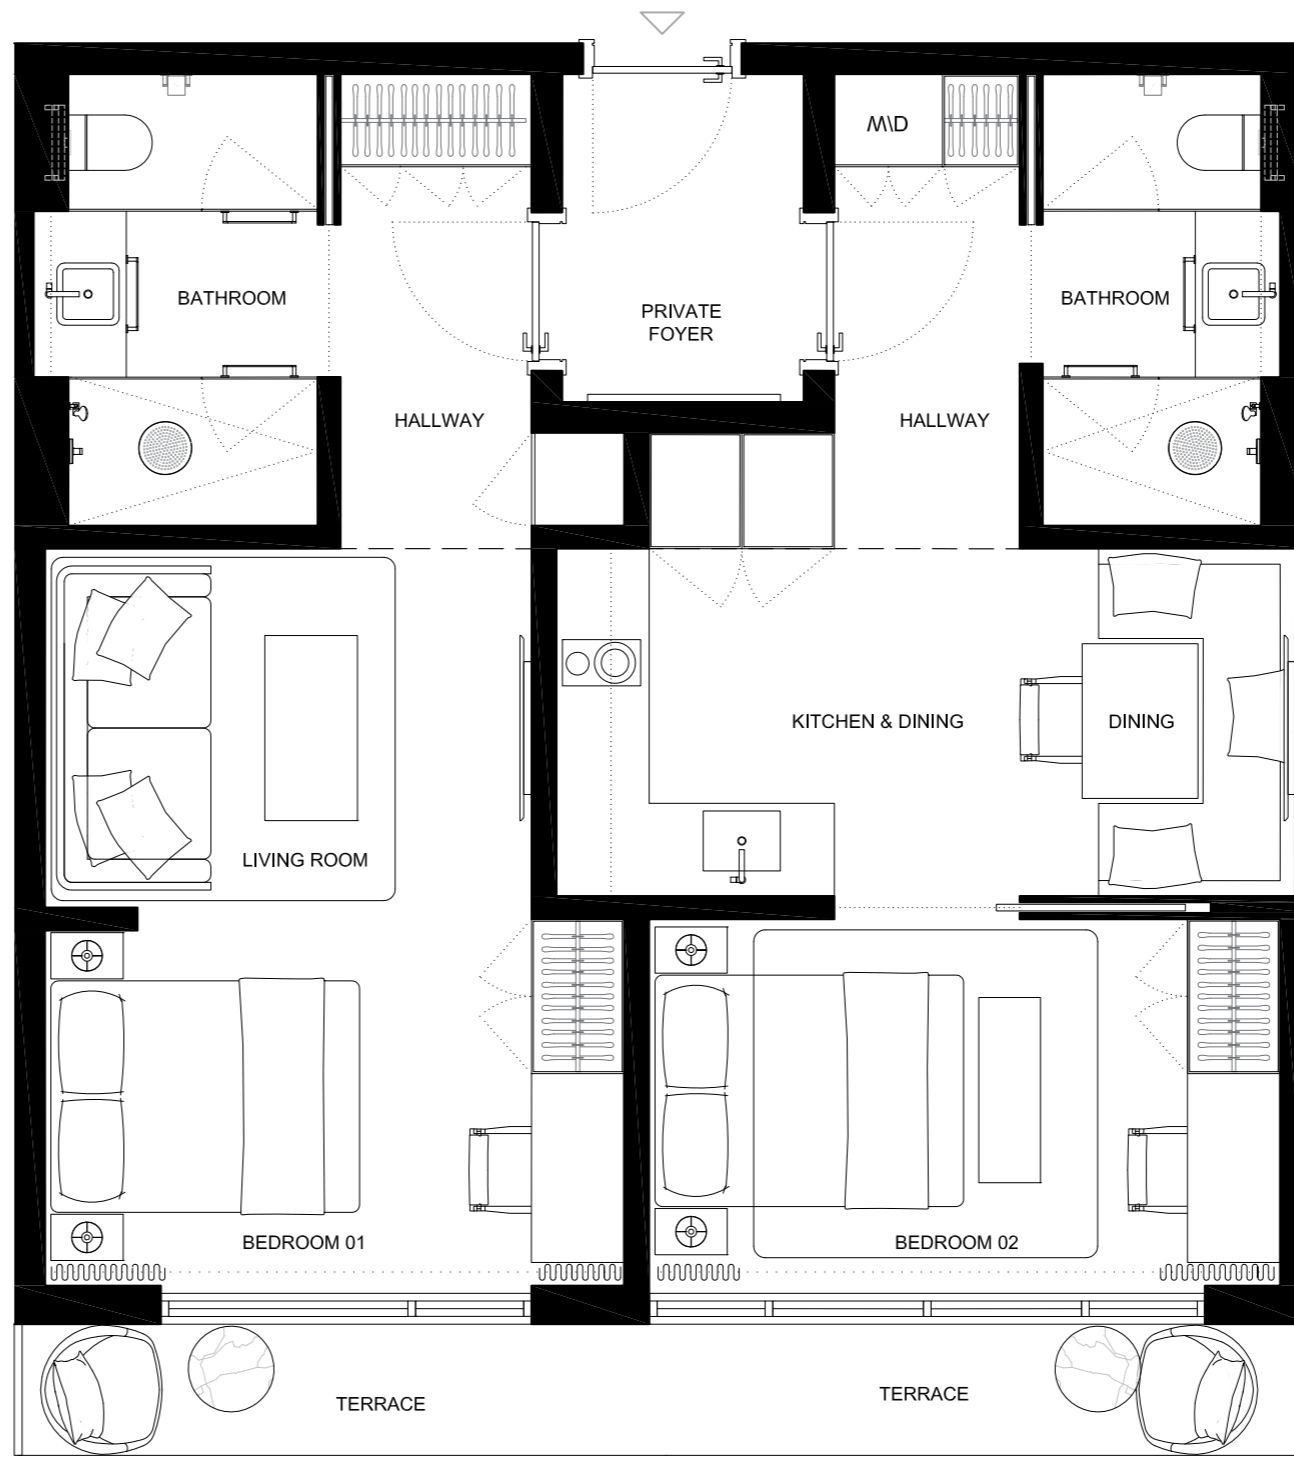 W\D
BATHROOM
PRIVATE
FOYER
BATHROOM
HALLWAY
HALLWAY
KITCHEN & DINING
DINING
LIVING ROOM
BEDROOM 01
BEDROOM 02
TERRACE
TERRACE